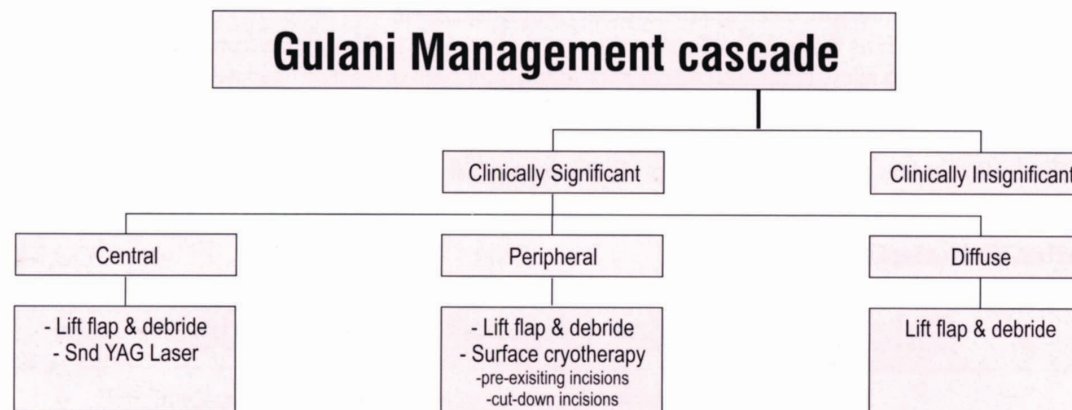 Gulani Management cascade
Clinically Significant
Clinically Insignificant
Central
Peripheral
Diffuse
- Lift flap & debride
- Snd YAG Laser
- Lift flap & debride
- Surface cryotherapy
-pre-exisiting incisions
-cut-down incisions
Lift flap & debride